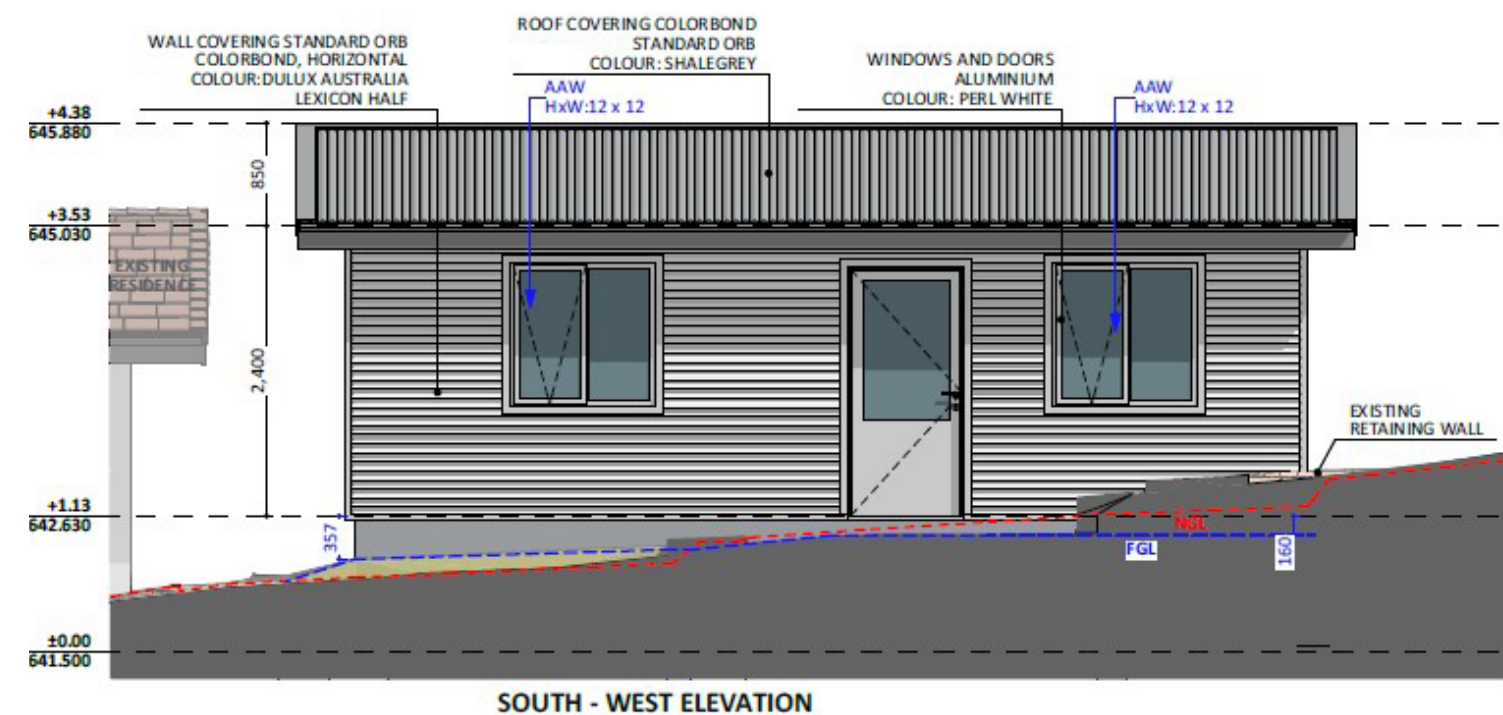 WALL COVERING STANDARD ORB
COLORBOND, HORIZONTAL
COLOUR:DULUX AUSTRALIA
LEXICON HALF
ROOF COVERING COLORBOND
STANDARD ORB
COLOUR: SHALEGREY
WINDOWS AND DOORS
ALUMINIUM
COLOUR: PERL WHITE
AAW
HxW:12 x 12
AAW
HxW:12 x 12
+4.38
645.880
850
+3.53
645.030
EXISTING
RESIDENCE
2,400
EXISTING
RETAINING WALL
+1.13
642.630
357
NGL
FGL
160
±0.00
641.500
SOUTH - WEST ELEVATION